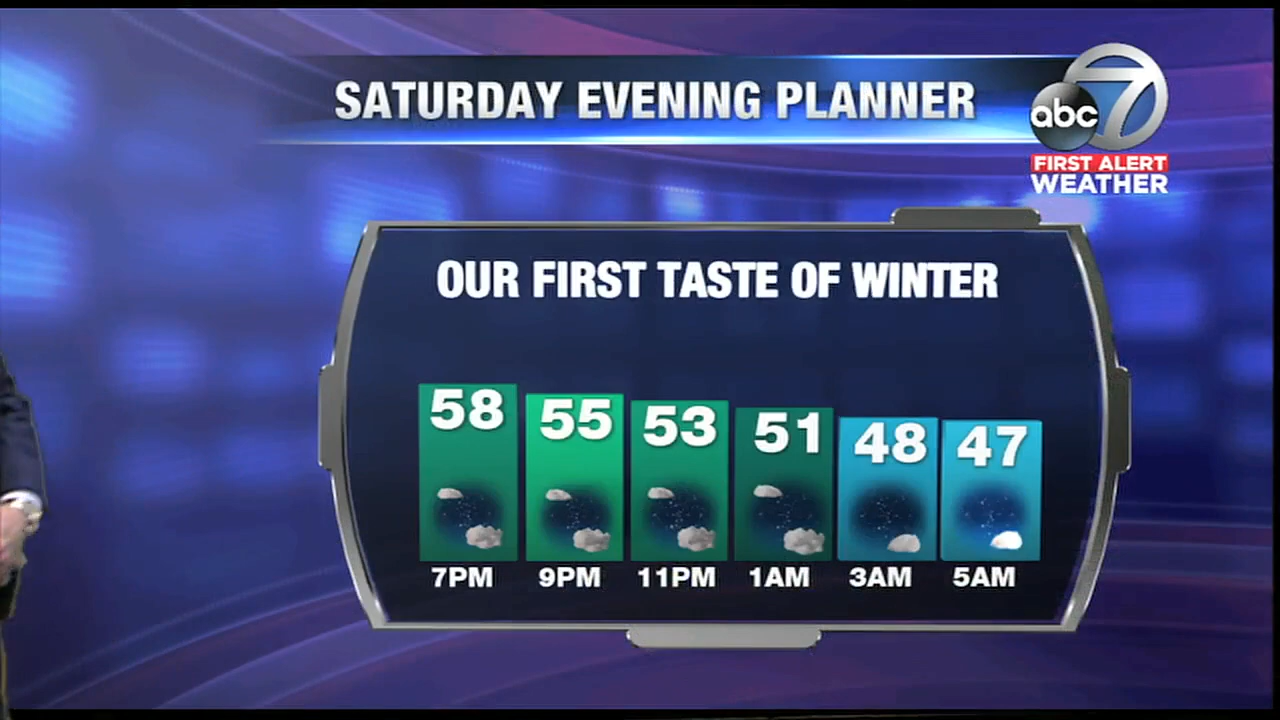 SATURDAY EVENING PLANNER
abc 7
FIRST ALERT
WEATHER
OUR FIRST TASTE OF WINTER
58 55 53 51 48 47
7PM 9PM 11PM 1AM 3AM 5AM